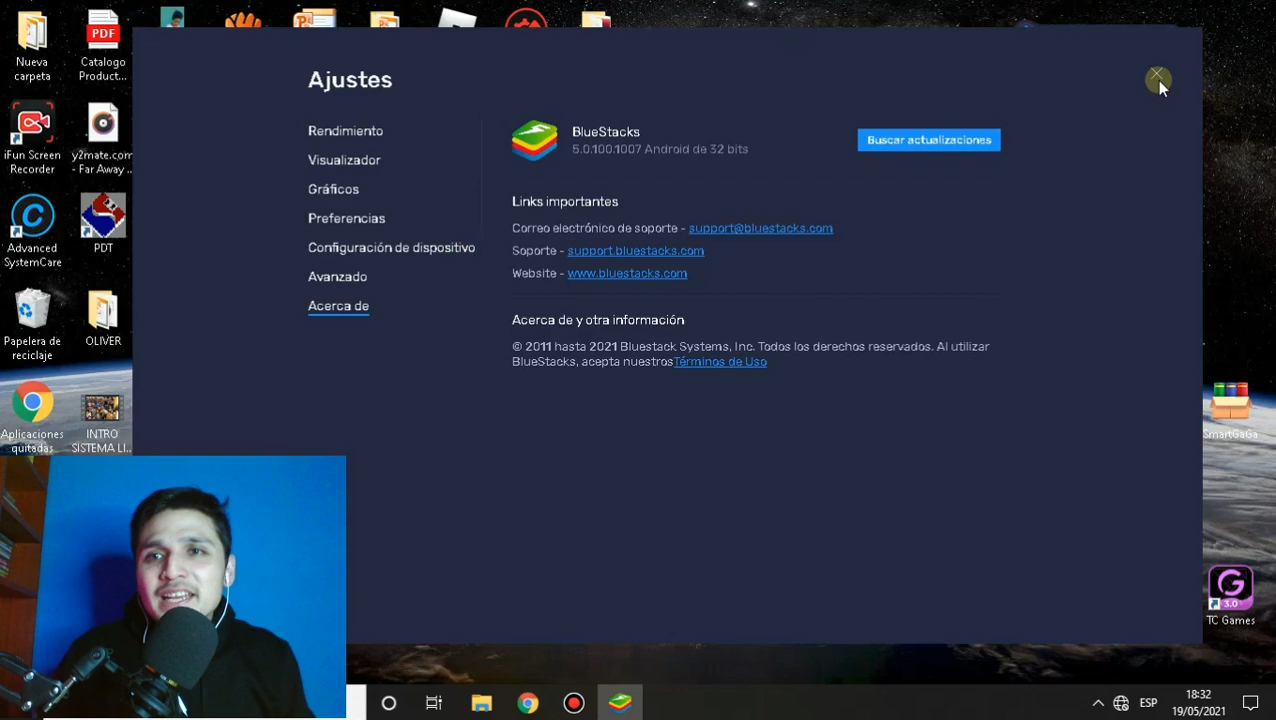 Nueva
carpeta
PDF
Catalogo
Product...
iFun Screen
Recorder
y2mate.com
- Far Away ...
Advanced
SystemCare
PDT
Papelera de
reciclaje
OLIVER
Aplicaciones
quitadas
INTRO
SISTEMA LI...
Ajustes
Rendimiento
Visualizador
Gráficos
Preferencias
Configuración de dispositivo
Avanzado
Acerca de
BlueStacks
5.0.100.1007 Android de 32 bits
Buscar actualizaciones
Links importantes
Correo electrónico de soporte - support@bluestacks.com
Soporte - support.bluestacks.com
Website - www.bluestacks.com
Acerca de y otra información
© 2011 hasta 2021 Bluestack Systems, Inc. Todos los derechos reservados. Al utilizar
BlueStacks, acepta nuestrosTérminos de Uso
SmartGaGa
3.0
TC Games
ESP
18:32
19/05/2021